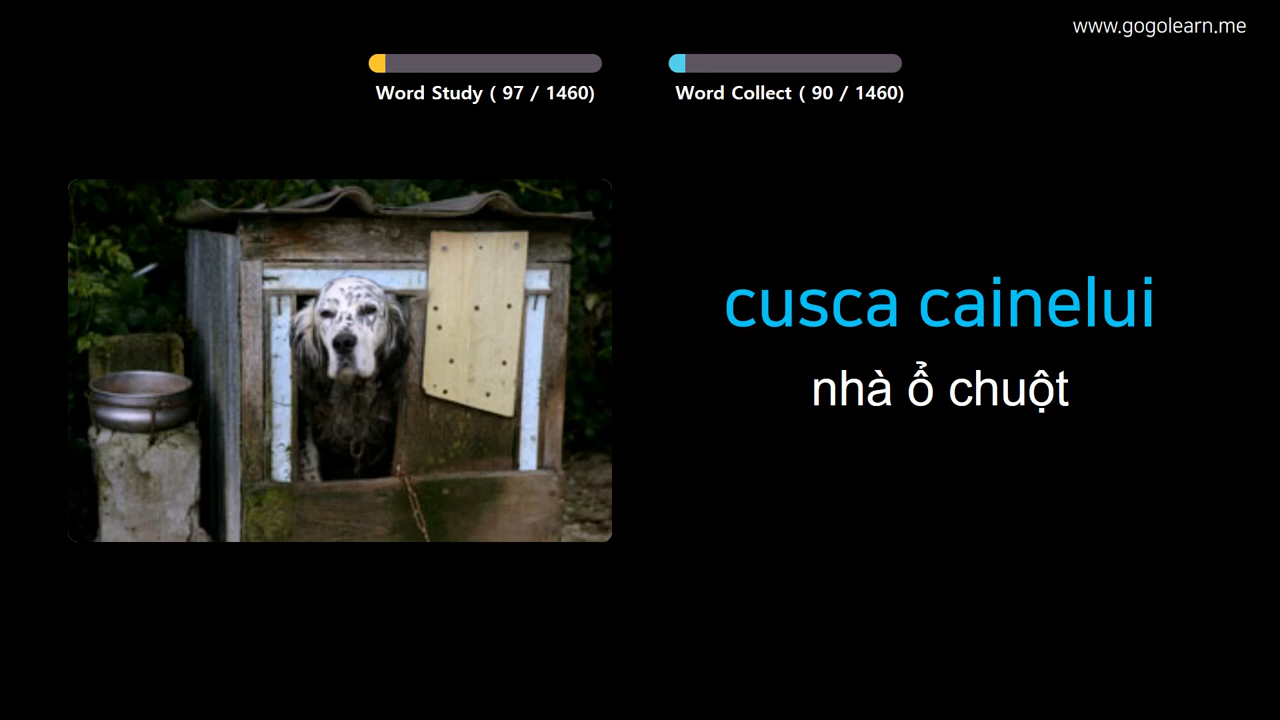 www.gogolearn.me
Word Study ( 97 / 1460)
Word Collect ( 90 / 1460)
cusca cainelui
nhà ổ chuột